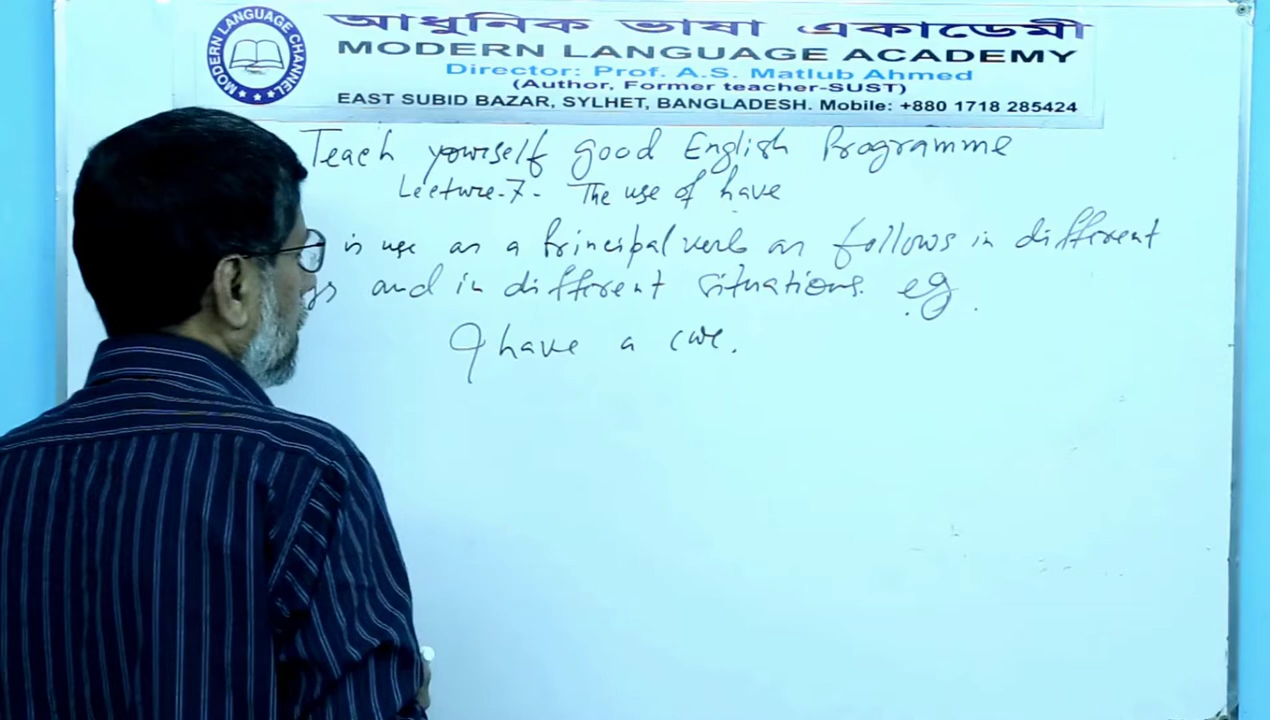 আধুনিক ভাষা একাডেমী
MODERN LANGUAGE ACADEMY
Director: Prof. A.S. Matlub Ahmed
(Author, Former teacher-SUST)
EAST SUBID BAZAR, SYLHET, BANGLADESH. Mobile: +880 1718 285424
MODERN LANGUAGE CHANNEL
Teach yourself good English Programme
Lecture-7- The use of have
is use as a principal verb as follows in different
and in different situations. eg.
I have a